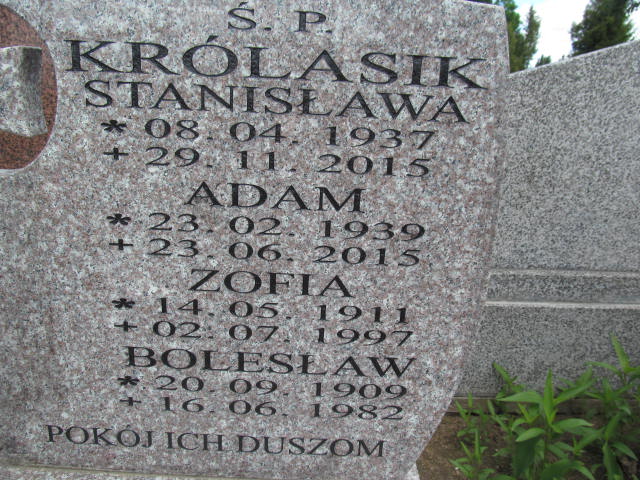 Ś. P.
KRÓLASIK
STANISŁAWA
* 08. 04. 1937
+ 29. 11. 2015
ADAM
* 23. 02. 1939
+ 23. 06. 2015
ZOFIA
* 14. 05. 1911
+ 02. 07. 1997
BOLESŁAW
* 20. 09. 1909
+ 16. 06. 1982
POKÓJ ICH DUSZOM